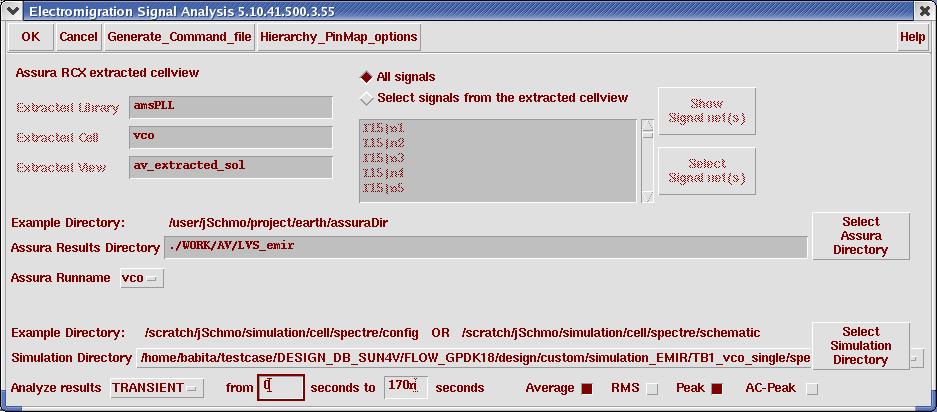 Electromigration Signal Analysis 5.10.41.500.3.55
OK Cancel Generate_Command_file Hierarchy_PinMap_options Help
Assura RCX extracted cellview
Extracted Library amsPLL
Extracted Cell vco
Extracted View av_extracted_sol
All signals
Select signals from the extracted cellview
I15|n1
I15|n2
I15|n3
I15|n4
I15|n5
Show
Signal net(s)
Select
Signal net(s)
Example Directory: /user/jSchmo/project/earth/assuraDir
Assura Results Directory ./WORK/AV/LVS_emir
Select
Assura
Directory
Assura Runname vco
Example Directory: /scratch/jSchmo/simulation/cell/spectre/config OR /scratch/jSchmo/simulation/cell/spectre/schematic
Simulation Directory /home/babita/testcase/DESIGN_DB_SUN4V/FLOW_GPDK18/design/custom/simulation_EMIR/TB1_vco_single/spe
Select
Simulation
Directory
Analyze results TRANSIENT from 0 seconds to 170n seconds Average RMS Peak AC-Peak